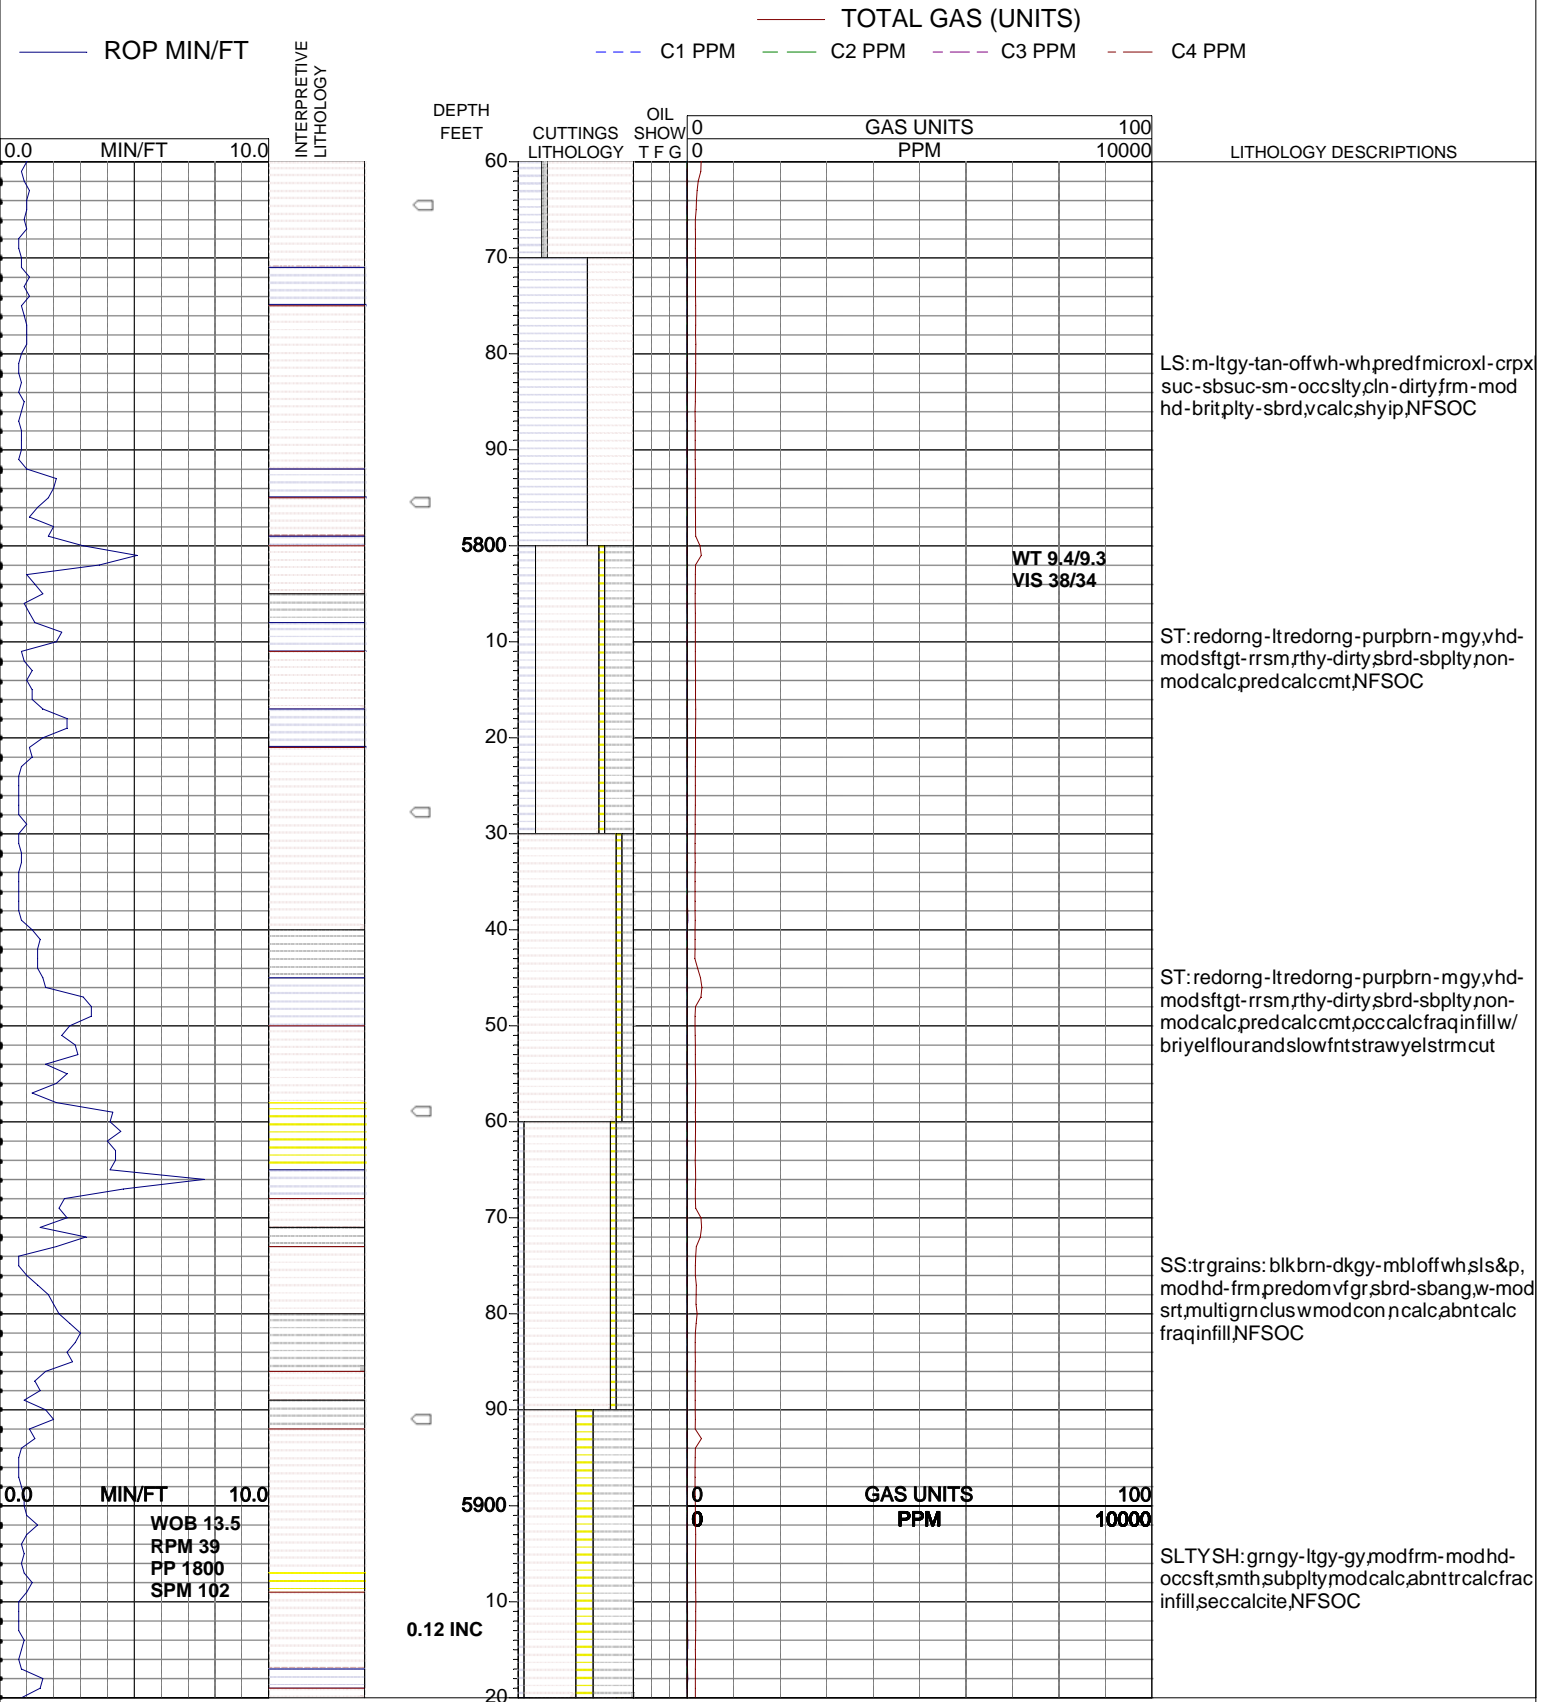 TOTAL GAS (UNITS)
ROP MIN/FT
C1 PPM C2 PPM C3 PPM C4 PPM
INTERPRETIVE
LITHOLOGY
DEPTH
FEET
CUTTINGS
LITHOLOGY
OIL
SHOW
T F G
0 GAS UNITS 100
0.0 MIN/FT 10.0
0 PPM 10000
LITHOLOGY DESCRIPTIONS
60
70
80
LS:m-ltgy-tan-offwh-wh,predfmicroxl-crpxl
suc-sbsuc-sm-occslty,cln-dirty,frm-mod
hd-brit,plty-sbrd,vcalc,shyip,NFSOC
90
5800
WT 9.4/9.3
VIS 38/34
10
ST:redorng-ltredorng-purpbrn-mgy,vhd-
modsftgt-rrsm,rthy-dirty,sbrd-sbplty,non-
modcalc,predcalccmt,NFSOC
20
30
40
ST:redorng-ltredorng-purpbrn-mgy,vhd-
modsftgt-rrsm,rthy-dirty,sbrd-sbplty,non-
modcalc,predcalccmt,occcalcfraqinfillw/
briyelflourandslowfntstrawyelstrmcut
50
60
70
SS:trgrains: blkbrn-dkgy-mbloffwh,sls&p,
modhd-frm,predomvfgr,sbrd-sbang,w-mod
srt,multigrncluswmodcon,ncalc,abntcalc
fraqinfill,NFSOC
80
90
0.0 MIN/FT 10.0
0 GAS UNITS 100
5900
0 PPM 10000
WOB 13.5
RPM 39
PP 1800
SPM 102
SLTYSH:grngy-ltgy-gy,modfrm-modhd-
occsft,smth,subplty,modcalc,abnttrcalcfrac
infill,seccalcite,NFSOC
10
0.12 INC
20